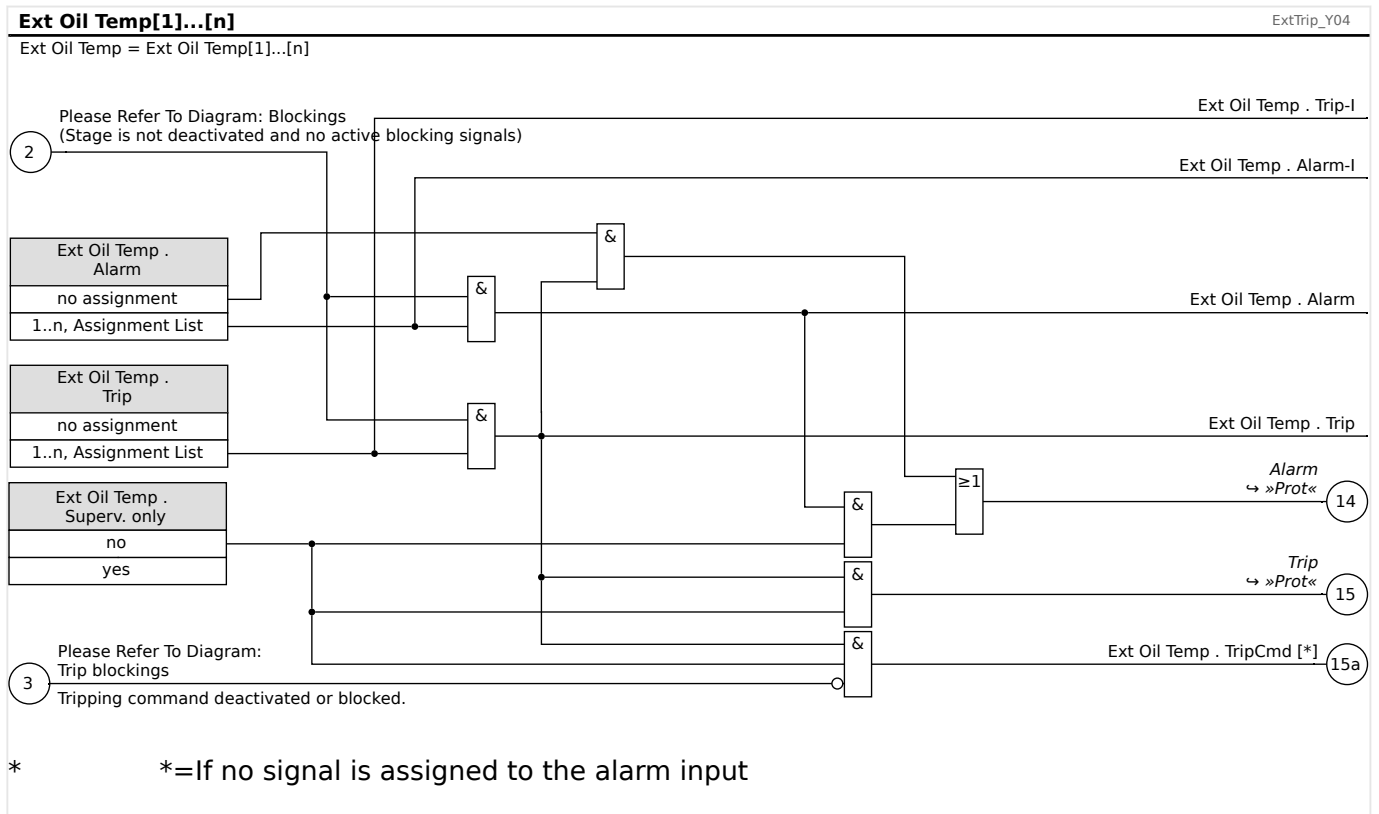 Ext Oil Temp[1]...[n]
ExtTrip_Y04
Ext Oil Temp = Ext Oil Temp[1]...[n]
Ext Oil Temp . Trip-I
Please Refer To Diagram: Blockings
(Stage is not deactivated and no active blocking signals)
2
Ext Oil Temp . Alarm-I
&
Ext Oil Temp .
Alarm
no assignment
1..n, Assignment List
&
Ext Oil Temp . Alarm
Ext Oil Temp .
Trip
no assignment
1..n, Assignment List
&
Ext Oil Temp . Trip
Ext Oil Temp .
Superv. only
no
yes
≥1
Alarm
↪ »Prot«
14
&
&
Trip
↪ »Prot«
15
&
Ext Oil Temp . TripCmd [*]
15a
Please Refer To Diagram:
Trip blockings
3
Tripping command deactivated or blocked.
* *=If no signal is assigned to the alarm input